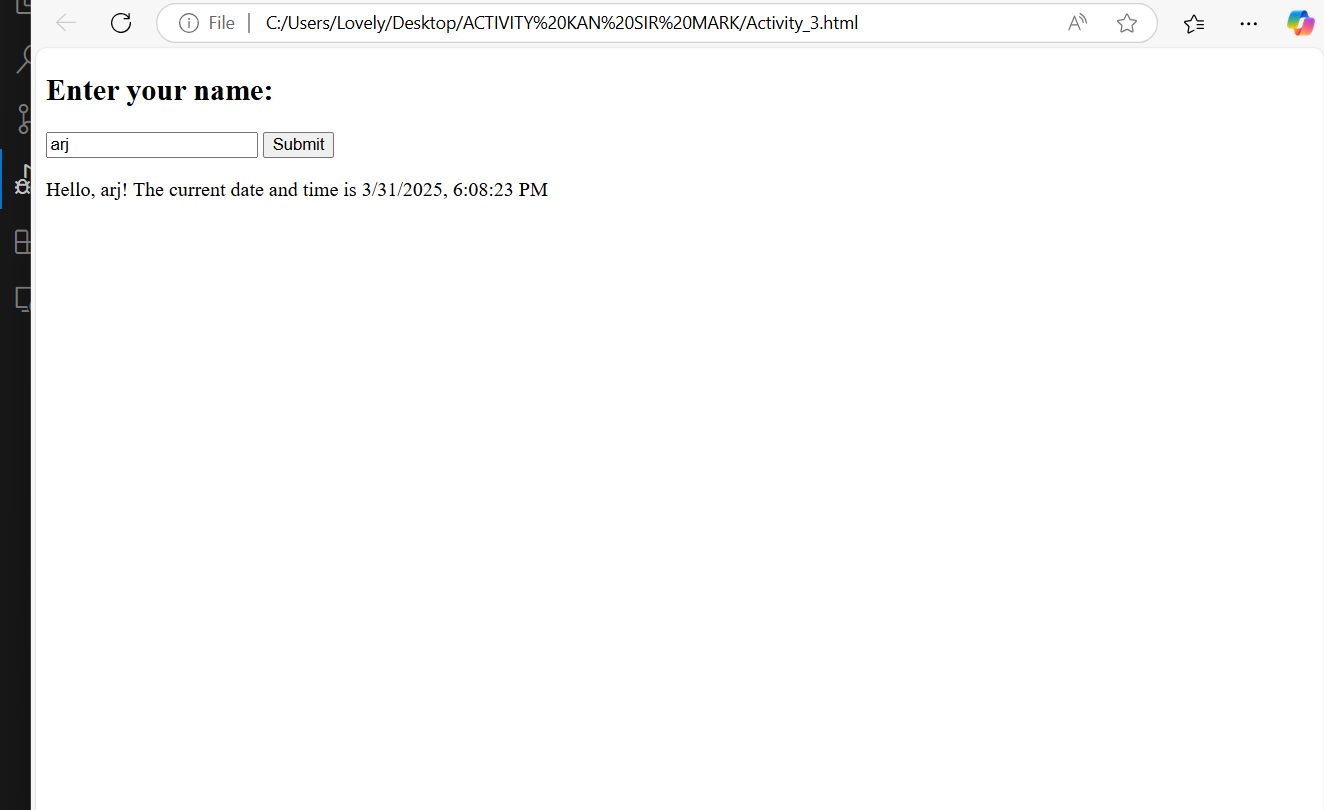 File C:/Users/Lovely/Desktop/ACTIVITY%20KAN%20SIR%20MARK/Activity_3.html
Enter your name:
arj Submit
Hello, arj! The current date and time is 3/31/2025, 6:08:23 PM